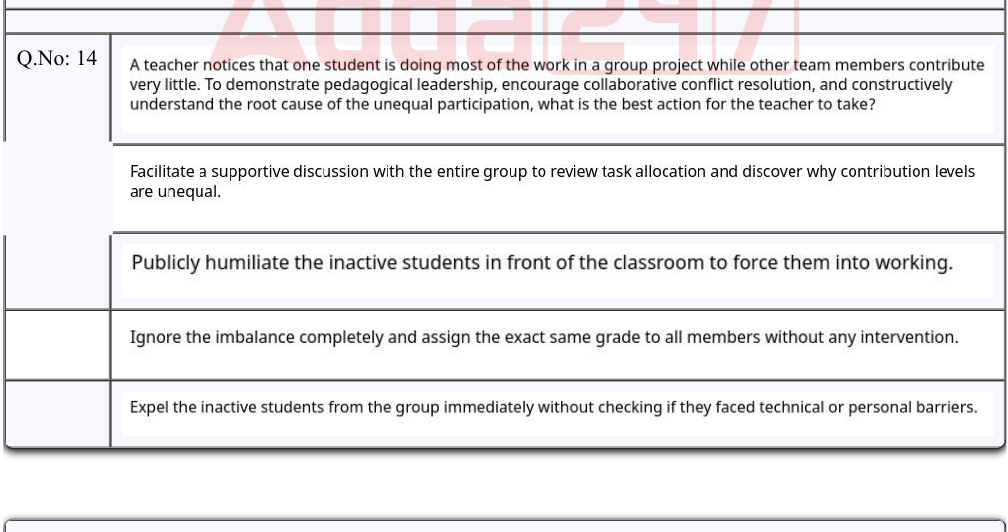 Adda247
Q.No: 14
A teacher notices that one student is doing most of the work in a group project while other team members contribute
very little. To demonstrate pedagogical leadership, encourage collaborative conflict resolution, and constructively
understand the root cause of the unequal participation, what is the best action for the teacher to take?
Facilitate a supportive discussion with the entire group to review task allocation and discover why contribution levels
are unequal.
Publicly humiliate the inactive students in front of the classroom to force them into working.
Ignore the imbalance completely and assign the exact same grade to all members without any intervention.
Expel the inactive students from the group immediately without checking if they faced technical or personal barriers.